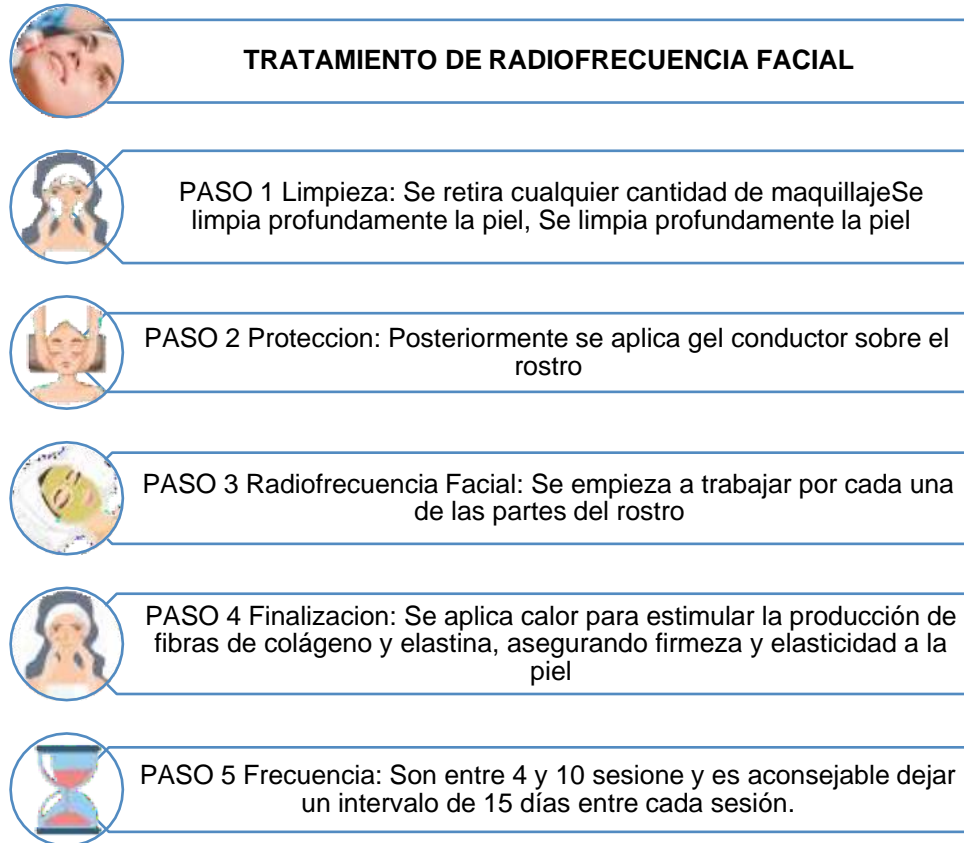 TRATAMIENTO DE RADIOFRECUENCIA FACIAL
PASO 1 Limpieza: Se retira cualquier cantidad de maquillajeSe
limpia profundamente la piel, Se limpia profundamente la piel
PASO 2 Proteccion: Posteriormente se aplica gel conductor sobre el
rostro
PASO 3 Radiofrecuencia Facial: Se empieza a trabajar por cada una
de las partes del rostro
PASO 4 Finalizacion: Se aplica calor para estimular la producción de
fibras de colágeno y elastina, asegurando firmeza y elasticidad a la
piel
PASO 5 Frecuencia: Son entre 4 y 10 sesione y es aconsejable dejar
un intervalo de 15 días entre cada sesión.